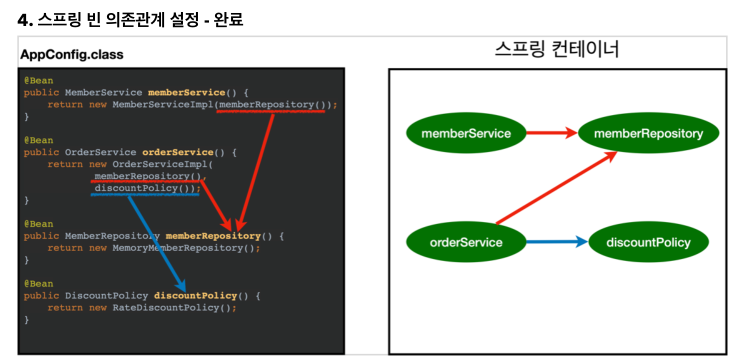 4. 스프링 빈 의존관계 설정 - 완료
AppConfig.class
@Bean
public MemberService memberService() {
return new MemberServiceImpl(memberRepository());
}
@Bean
public OrderService orderService() {
return new OrderServiceImpl(
memberRepository(),
discountPolicy());
}
@Bean
public MemberRepository memberRepository() {
return new MemoryMemberRepository();
}
@Bean
public DiscountPolicy discountPolicy() {
return new RateDiscountPolicy();
}
스프링 컨테이너
memberService
memberRepository
orderService
discountPolicy